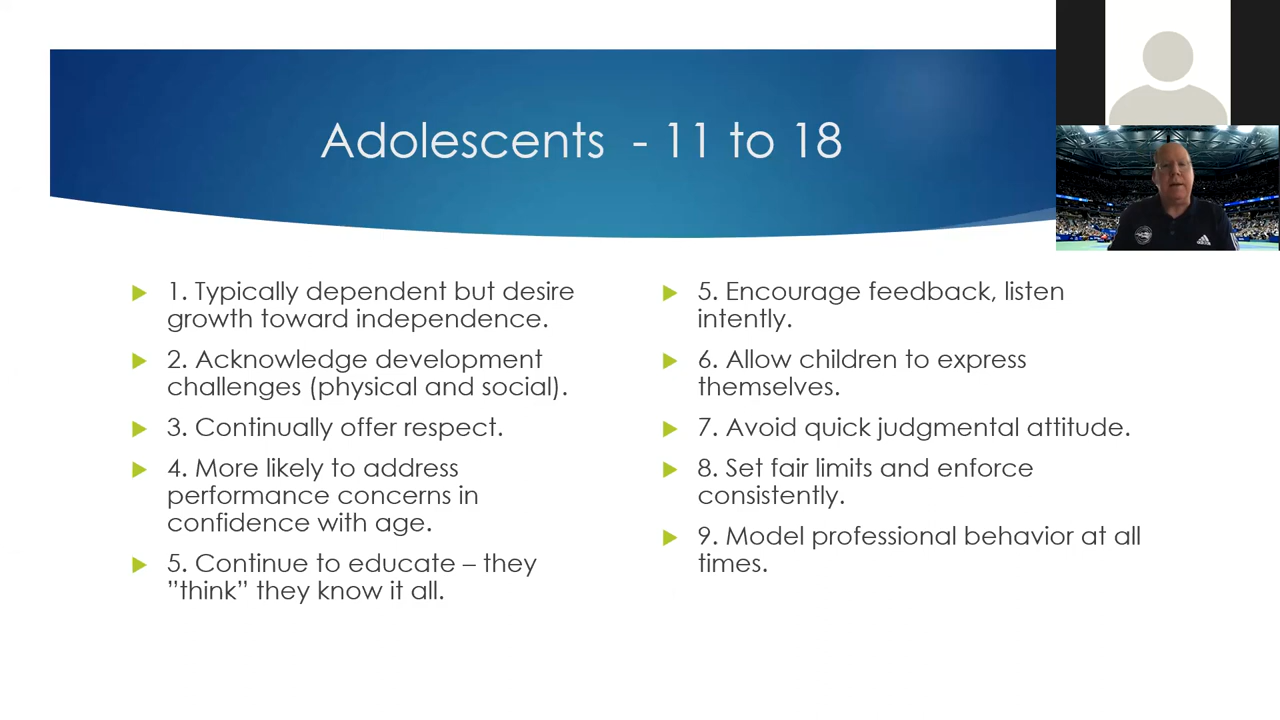 Adolescents - 11 to 18
1. Typically dependent but desire
growth toward independence.
2. Acknowledge development
challenges (physical and social).
3. Continually offer respect.
4. More likely to address
performance concerns in
confidence with age.
5. Continue to educate – they
”think” they know it all.
5. Encourage feedback, listen
intently.
6. Allow children to express
themselves.
7. Avoid quick judgmental attitude.
8. Set fair limits and enforce
consistently.
9. Model professional behavior at all
times.